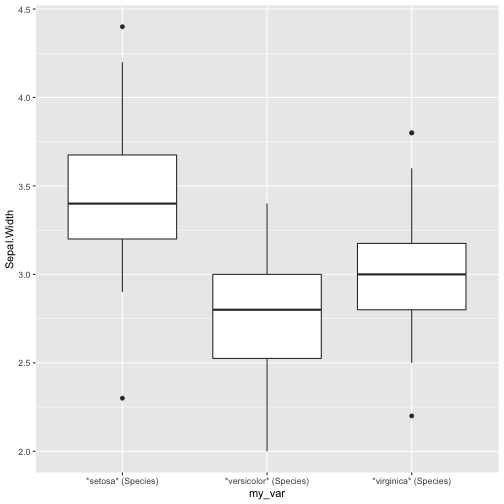 4.5
4.0
3.5
3.0
2.5
2.0
Sepal.Width
*setosa* (Species) *versicolor* (Species) *virginica* (Species)
my_var